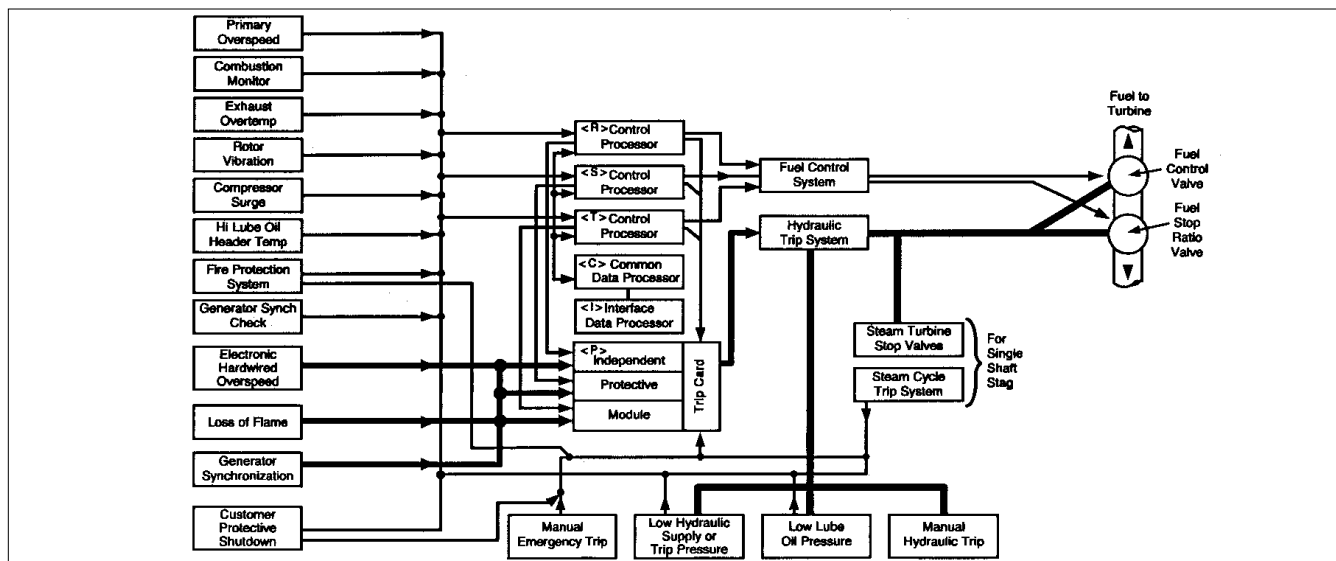 Primary
Overspeed
Combustion
Monitor
Exhaust
Overtemp
Rotor
Vibration
Compressor
Surge
Hi Lube Oil
Header Temp
Fire Protection
System
Generator Synch
Check
Electronic
Hardwired
Overspeed
Loss of Flame
Generator
Synchronization
Customer
Protective
Shutdown
<R> Control
Processor
<S> Control
Processor
<T> Control
Processor
<C> Common
Data Processor
<I> Interface
Data Processor
<P>
Independent
Protective
Module
Trip Card
Fuel Control
System
Hydraulic
Trip System
Fuel to
Turbine
Fuel
Control
Valve
Fuel
Stop
Ratio
Valve
Steam Turbine
Stop Valves
Steam Cycle
Trip System
For
Single
Shaft
Stag
Manual
Emergency Trip
Low Hydraulic
Supply or
Trip Pressure
Low Lube
Oil Pressure
Manual
Hydraulic Trip